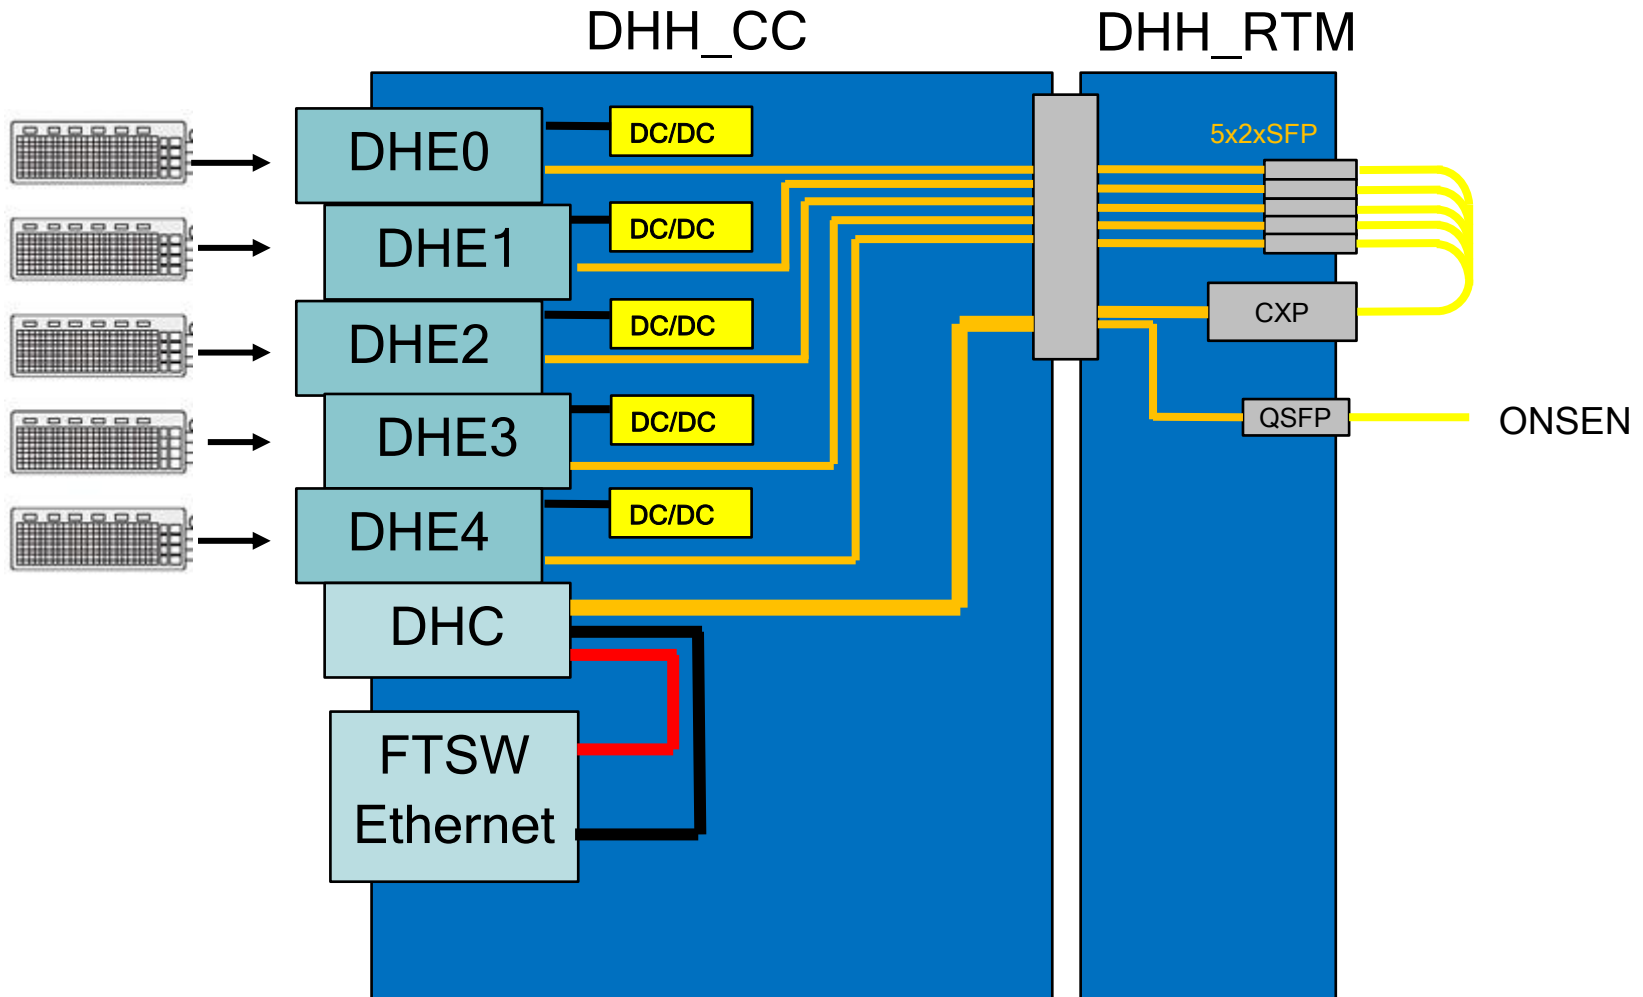 DHH_CC
DHH_RTM
DHE0
DC/DC
5x2xSFP
DHE1
DC/DC
DHE2
DC/DC
CXP
DHE3
DC/DC
QSFP
ONSEN
DHE4
DC/DC
DHC
FTSW
Ethernet